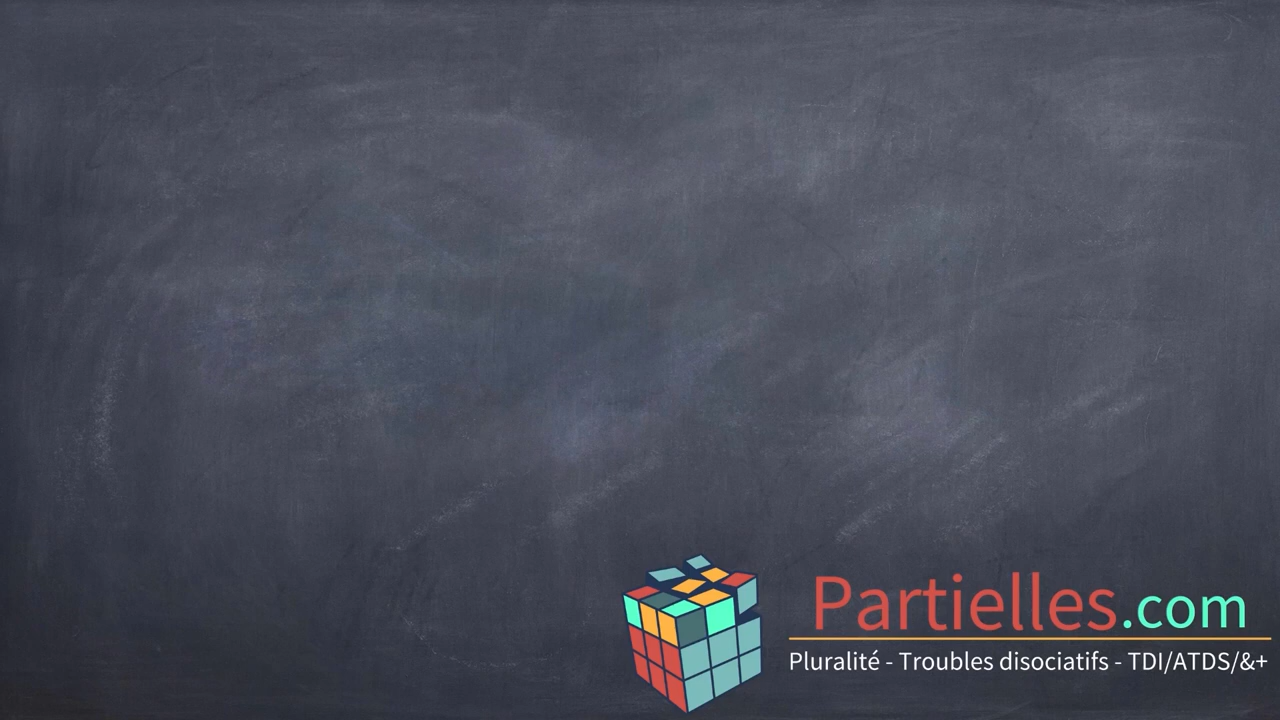 Partielles.com
Pluralité - Troubles disociatifs - TDI/ATDS/&+